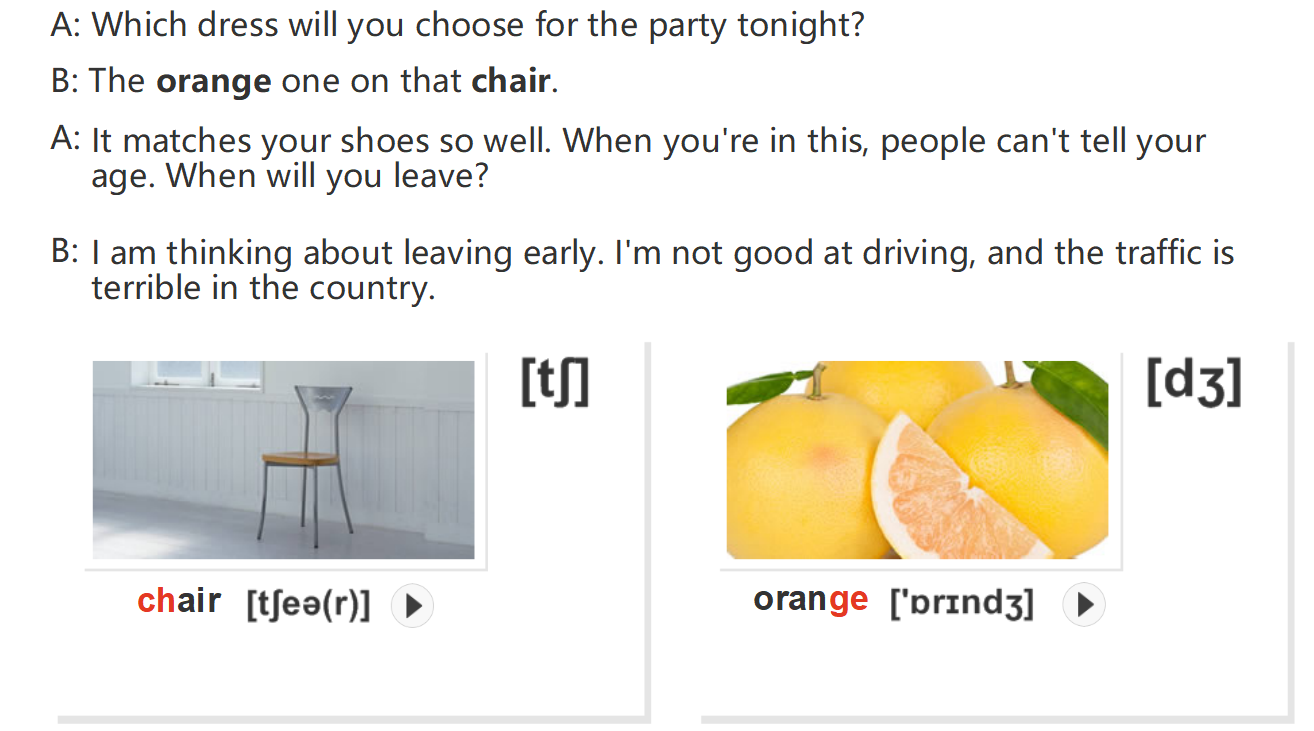 A: Which dress will you choose for the party tonight?
B: The orange one on that chair.
A: It matches your shoes so well. When you're in this, people can't tell your
age. When will you leave?
B: I am thinking about leaving early. I'm not good at driving, and the traffic is
terrible in the country.
[tʃ]
[dʒ]
chair [tʃeə(r)]
orange ['ɒrɪndʒ]